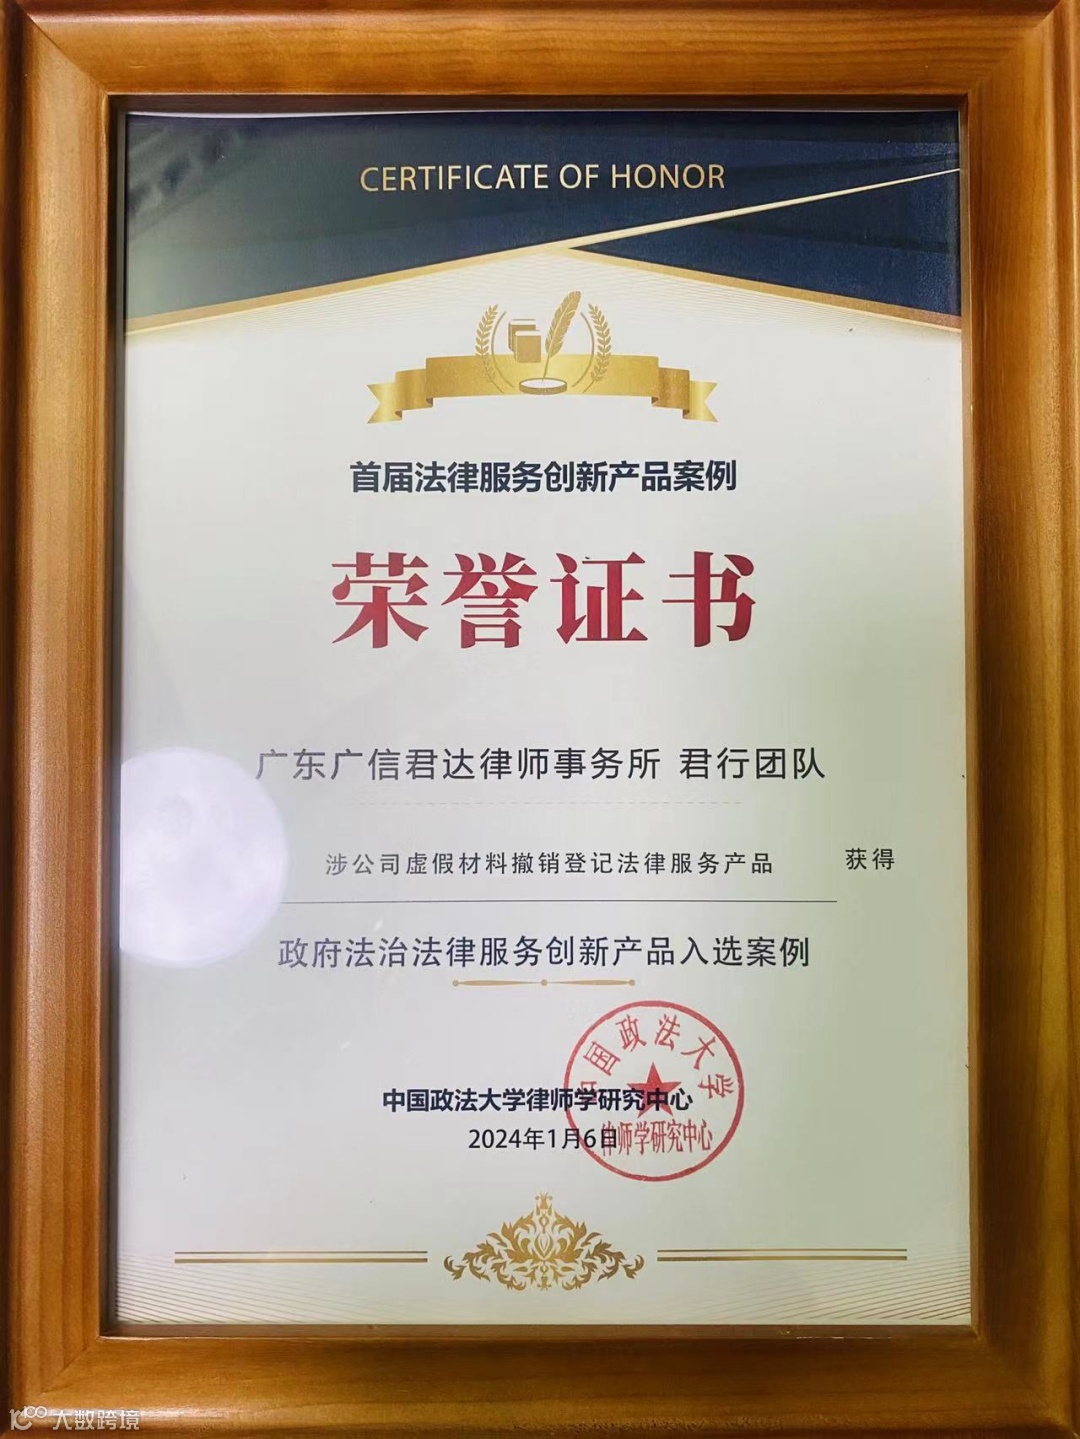 CERTIFICATE OF HONOR
首届法律服务创新产品案例
荣誉证书
广东广信君达律师事务所 君行团队
涉公司虚假材料撤销登记法律服务产品 获得
政府法治法律服务创新产品入选案例
中国政法大学律师学研究中心
2024年1月6日
中国政法大学
律师学研究中心
大数跨境